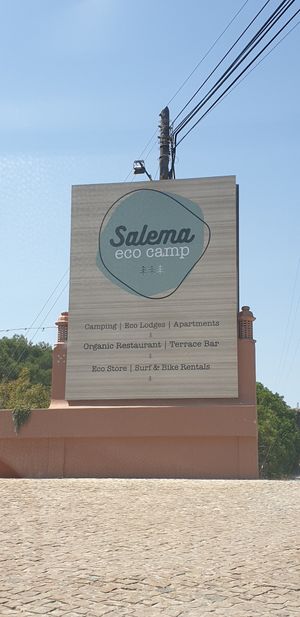 Salema
eco camp
Camping | Eco Lodges | Apartments
Organic Restaurant | Terrace Bar
Eco Store | Surf & Bike Rentals